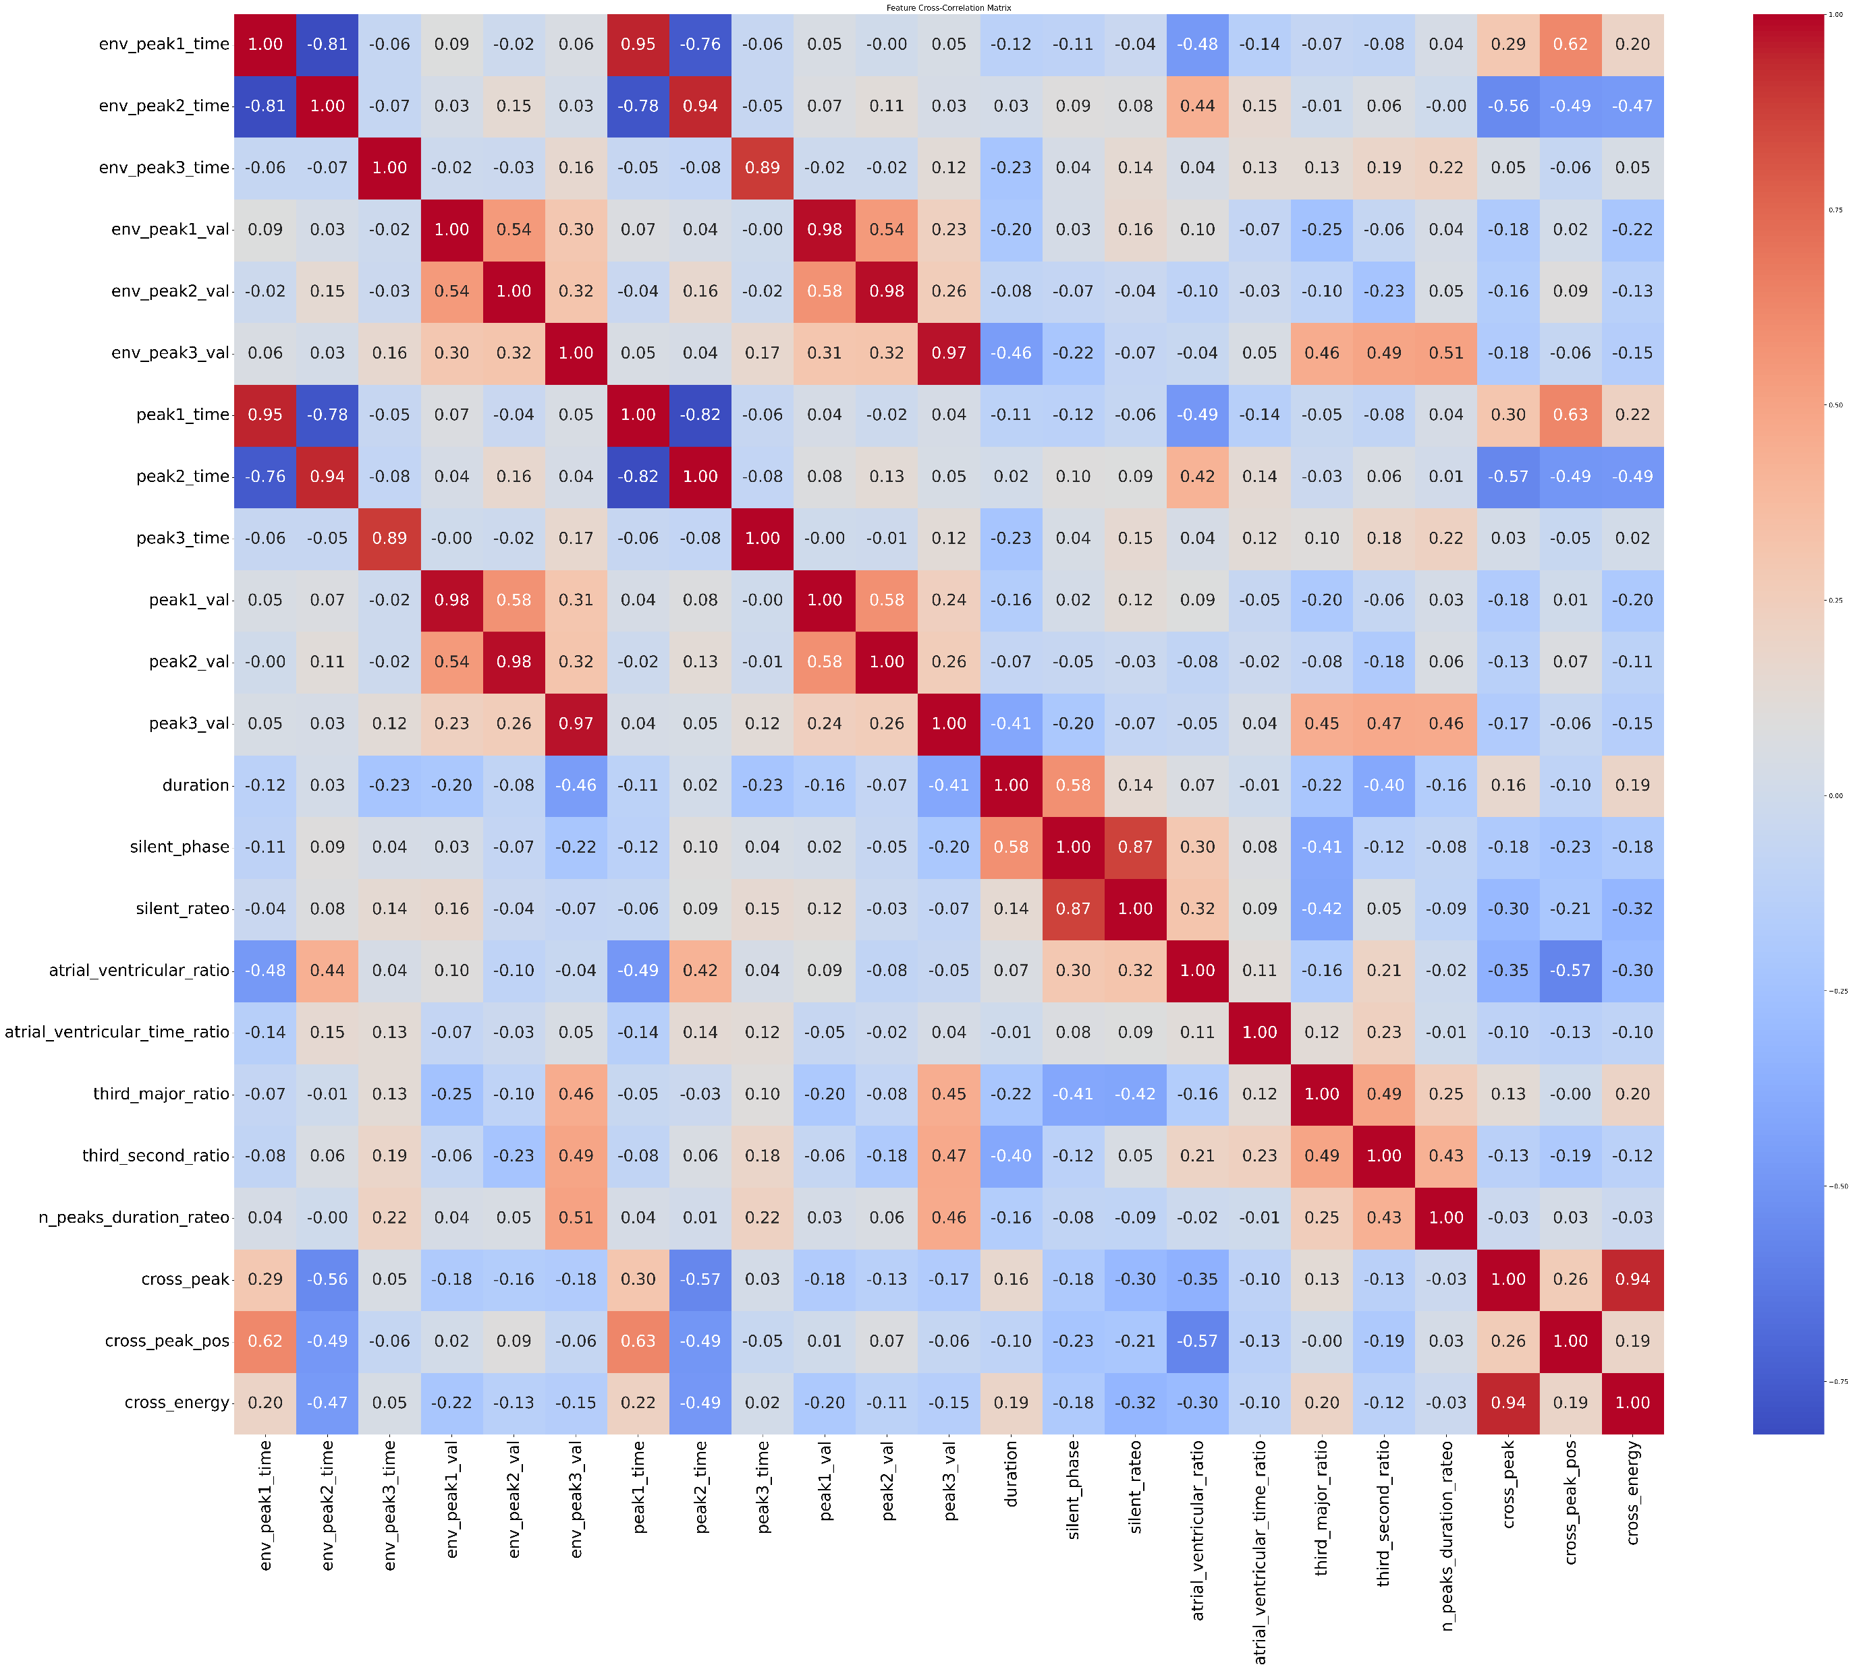 Feature Cross-Correlation Matrix
env_peak1_time 1.00 -0.81 -0.06 0.09 -0.02 0.06 0.95 -0.76 -0.06 0.05 -0.00 0.05 -0.12 -0.11 -0.04 -0.48 -0.14 -0.07 -0.08 0.04 0.29 0.62 0.20
env_peak2_time -0.81 1.00 -0.07 0.03 0.15 0.03 -0.78 0.94 -0.05 0.07 0.11 0.03 0.03 0.09 0.08 0.44 0.15 -0.01 0.06 -0.00 -0.56 -0.49 -0.47
env_peak3_time -0.06 -0.07 1.00 -0.02 -0.03 0.16 -0.05 -0.08 0.89 -0.02 -0.02 0.12 -0.23 0.04 0.14 0.04 0.13 0.13 0.19 0.22 0.05 -0.06 0.05
env_peak1_val 0.09 0.03 -0.02 1.00 0.54 0.30 0.07 0.04 -0.00 0.98 0.54 0.23 -0.20 0.03 0.16 0.10 -0.07 -0.25 -0.06 0.04 -0.18 0.02 -0.22
env_peak2_val -0.02 0.15 -0.03 0.54 1.00 0.32 -0.04 0.16 -0.02 0.58 0.98 0.26 -0.08 -0.07 -0.04 -0.10 -0.03 -0.10 -0.23 0.05 -0.16 0.09 -0.13
env_peak3_val 0.06 0.03 0.16 0.30 0.32 1.00 0.05 0.04 0.17 0.31 0.32 0.97 -0.46 -0.22 -0.07 -0.04 0.05 0.46 0.49 0.51 -0.18 -0.06 -0.15
peak1_time 0.95 -0.78 -0.05 0.07 -0.04 0.05 1.00 -0.82 -0.06 0.04 -0.02 0.04 -0.11 -0.12 -0.06 -0.49 -0.14 -0.05 -0.08 0.04 0.30 0.63 0.22
peak2_time -0.76 0.94 -0.08 0.04 0.16 0.04 -0.82 1.00 -0.08 0.08 0.13 0.05 0.02 0.10 0.09 0.42 0.14 -0.03 0.06 0.01 -0.57 -0.49 -0.49
peak3_time -0.06 -0.05 0.89 -0.00 -0.02 0.17 -0.06 -0.08 1.00 -0.00 -0.01 0.12 -0.23 0.04 0.15 0.04 0.12 0.10 0.18 0.22 0.03 -0.05 0.02
peak1_val 0.05 0.07 -0.02 0.98 0.58 0.31 0.04 0.08 -0.00 1.00 0.58 0.24 -0.16 0.02 0.12 0.09 -0.05 -0.20 -0.06 0.03 -0.18 0.01 -0.20
peak2_val -0.00 0.11 -0.02 0.54 0.98 0.32 -0.02 0.13 -0.01 0.58 1.00 0.26 -0.07 -0.05 -0.03 -0.08 -0.02 -0.08 -0.18 0.06 -0.13 0.07 -0.11
peak3_val 0.05 0.03 0.12 0.23 0.26 0.97 0.04 0.05 0.12 0.24 0.26 1.00 -0.41 -0.20 -0.07 -0.05 0.04 0.45 0.47 0.46 -0.17 -0.06 -0.15
duration -0.12 0.03 -0.23 -0.20 -0.08 -0.46 -0.11 0.02 -0.23 -0.16 -0.07 -0.41 1.00 0.58 0.14 0.07 -0.01 -0.22 -0.40 -0.16 0.16 -0.10 0.19
silent_phase -0.11 0.09 0.04 0.03 -0.07 -0.22 -0.12 0.10 0.04 0.02 -0.05 -0.20 0.58 1.00 0.87 0.30 0.08 -0.41 -0.12 -0.08 -0.18 -0.23 -0.18
silent_rateo -0.04 0.08 0.14 0.16 -0.04 -0.07 -0.06 0.09 0.15 0.12 -0.03 -0.07 0.14 0.87 1.00 0.32 0.09 -0.42 0.05 -0.09 -0.30 -0.21 -0.32
atrial_ventricular_ratio -0.48 0.44 0.04 0.10 -0.10 -0.04 -0.49 0.42 0.04 0.09 -0.08 -0.05 0.07 0.30 0.32 1.00 0.11 -0.16 0.21 -0.02 -0.35 -0.57 -0.30
atrial_ventricular_time_ratio -0.14 0.15 0.13 -0.07 -0.03 0.05 -0.14 0.14 0.12 -0.05 -0.02 0.04 -0.01 0.08 0.09 0.11 1.00 0.12 0.23 -0.01 -0.10 -0.13 -0.10
third_major_ratio -0.07 -0.01 0.13 -0.25 -0.10 0.46 -0.05 -0.03 0.10 -0.20 -0.08 0.45 -0.22 -0.41 -0.42 -0.16 0.12 1.00 0.49 0.25 0.13 -0.00 0.20
third_second_ratio -0.08 0.06 0.19 -0.06 -0.23 0.49 -0.08 0.06 0.18 -0.06 -0.18 0.47 -0.40 -0.12 0.05 0.21 0.23 0.49 1.00 0.43 -0.13 -0.19 -0.12
n_peaks_duration_rateo 0.04 -0.00 0.22 0.04 0.05 0.51 0.04 0.01 0.22 0.03 0.06 0.46 -0.16 -0.08 -0.09 -0.02 -0.01 0.25 0.43 1.00 -0.03 0.03 -0.03
cross_peak 0.29 -0.56 0.05 -0.18 -0.16 -0.18 0.30 -0.57 0.03 -0.18 -0.13 -0.17 0.16 -0.18 -0.30 -0.35 -0.10 0.13 -0.13 -0.03 1.00 0.26 0.94
cross_peak_pos 0.62 -0.49 -0.06 0.02 0.09 -0.06 0.63 -0.49 -0.05 0.01 0.07 -0.06 -0.10 -0.23 -0.21 -0.57 -0.13 -0.00 -0.19 0.03 0.26 1.00 0.19
cross_energy 0.20 -0.47 0.05 -0.22 -0.13 -0.15 0.22 -0.49 0.02 -0.20 -0.11 -0.15 0.19 -0.18 -0.32 -0.30 -0.10 0.20 -0.12 -0.03 0.94 0.19 1.00
env_peak1_time
env_peak2_time
env_peak3_time
env_peak1_val
env_peak2_val
env_peak3_val
peak1_time
peak2_time
peak3_time
peak1_val
peak2_val
peak3_val
duration
silent_phase
silent_rateo
atrial_ventricular_ratio
atrial_ventricular_time_ratio
third_major_ratio
third_second_ratio
n_peaks_duration_rateo
cross_peak
cross_peak_pos
cross_energy
1.00
0.75
0.50
0.25
0.00
−0.25
−0.50
−0.75